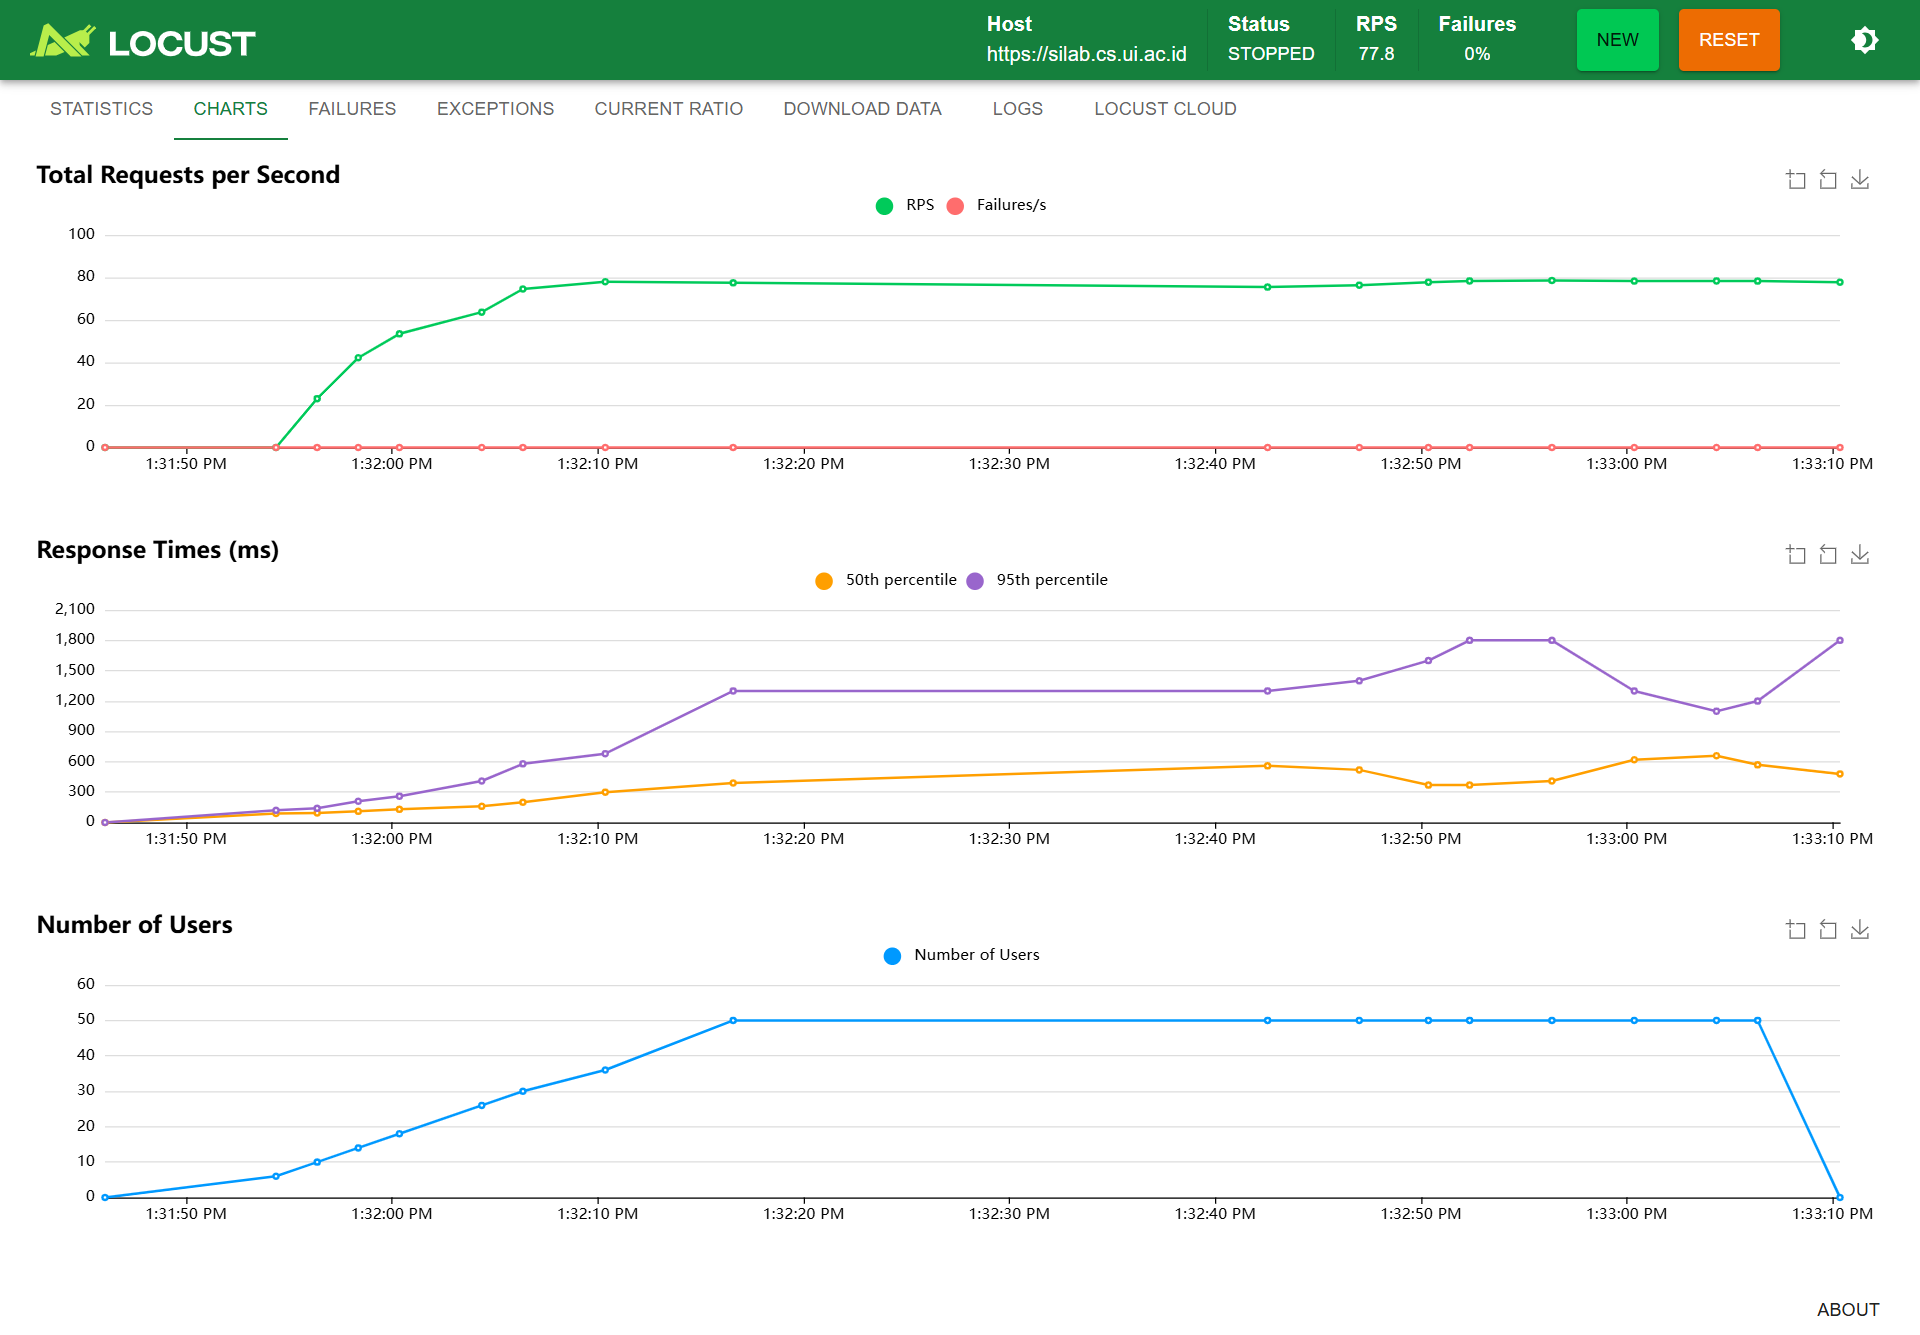 LOCUST
Host
https://silab.cs.ui.ac.id
Status
STOPPED
RPS
77.8
Failures
0%
NEW
RESET
STATISTICS CHARTS FAILURES EXCEPTIONS CURRENT RATIO DOWNLOAD DATA LOGS LOCUST CLOUD
Total Requests per Second
RPS Failures/s
100
80
60
40
20
0
1:31:50 PM 1:32:00 PM 1:32:10 PM 1:32:20 PM 1:32:30 PM 1:32:40 PM 1:32:50 PM 1:33:00 PM 1:33:10 PM
Response Times (ms)
50th percentile 95th percentile
2,100
1,800
1,500
1,200
900
600
300
0
1:31:50 PM 1:32:00 PM 1:32:10 PM 1:32:20 PM 1:32:30 PM 1:32:40 PM 1:32:50 PM 1:33:00 PM 1:33:10 PM
Number of Users
Number of Users
60
50
40
30
20
10
0
1:31:50 PM 1:32:00 PM 1:32:10 PM 1:32:20 PM 1:32:30 PM 1:32:40 PM 1:32:50 PM 1:33:00 PM 1:33:10 PM
ABOUT